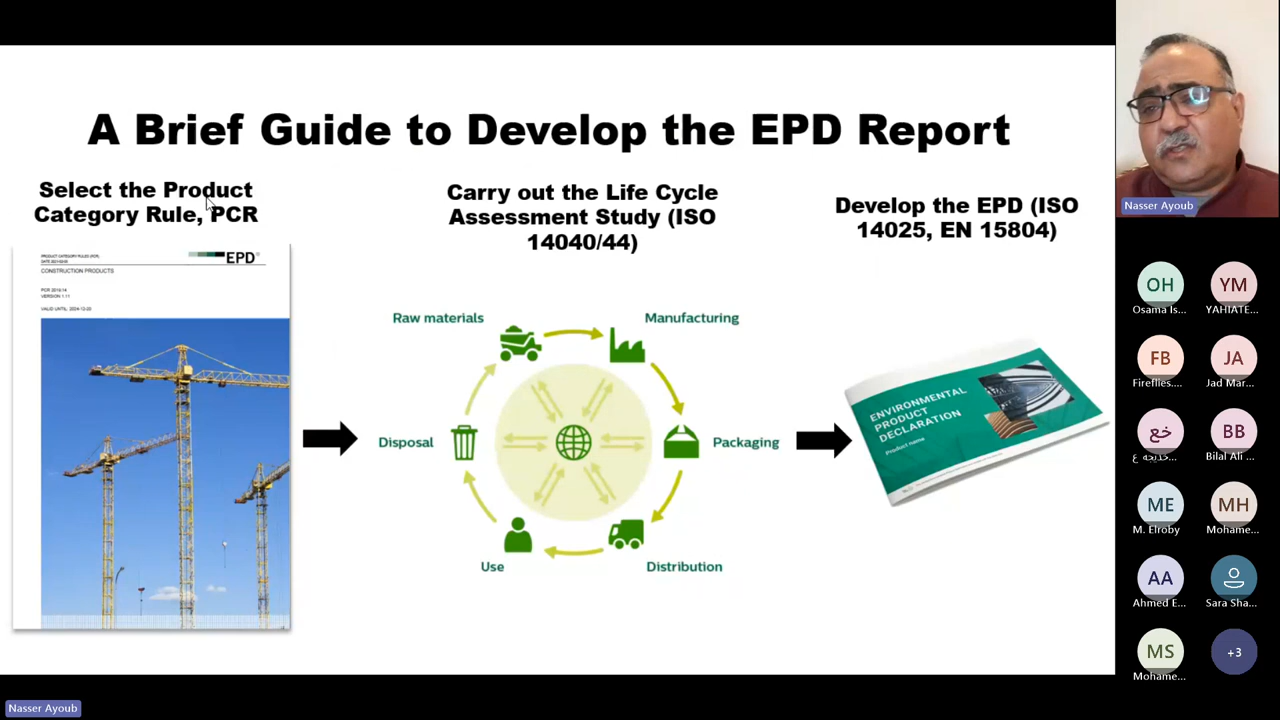 A Brief Guide to Develop the EPD Report
Select the Product
Category Rule, PCR
Carry out the Life Cycle
Assessment Study (ISO
14040/44)
Develop the EPD (ISO
14025, EN 15804)
PRODUCT CATEGORY RULES (PCR)
EPD®
CONSTRUCTION PRODUCTS
PCR 2019:14
VERSION 1.11
VALID UNTIL: 2024-12-20
Raw materials
Manufacturing
Disposal
Packaging
Use
Distribution
ENVIRONMENTAL
PRODUCT
DECLARATION
Product name
Nasser Ayoub
OH
YM
Osama Is...
YAHIATE...
FB
JA
Fireflies....
Jad Mar...
خع
BB
خديجه ع...
Bilal Ali ...
ME
MH
M. Elroby
Mohame...
AA
Ahmed E...
Sara Sha...
MS
+3
Mohame...
Nasser Ayoub